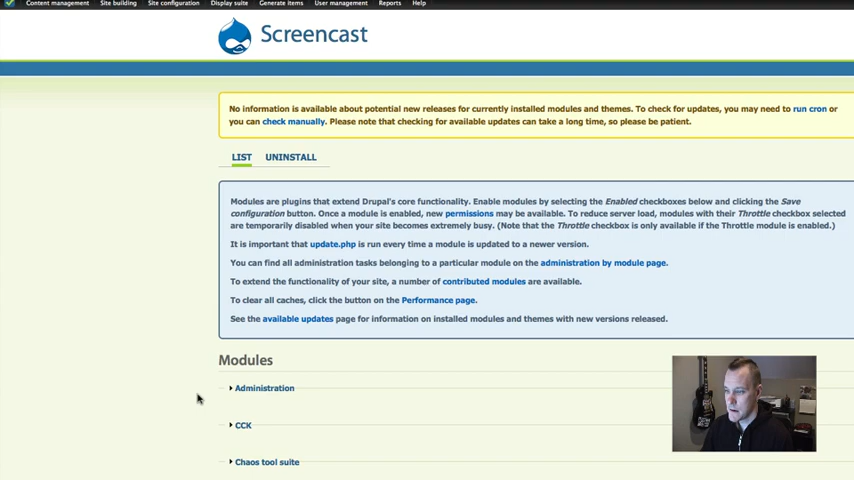 Content management Site building Site configuration Display suite Generate items User management Reports Help
Screencast
No information is available about potential new releases for currently installed modules and themes. To check for updates, you may need to run cron or
you can check manually. Please note that checking for available updates can take a long time, so please be patient.
LIST UNINSTALL
Modules are plugins that extend Drupal's core functionality. Enable modules by selecting the Enabled checkboxes below and clicking the Save
configuration button. Once a module is enabled, new permissions may be available. To reduce server load, modules with their Throttle checkbox selected
are temporarily disabled when your site becomes extremely busy. (Note that the Throttle checkbox is only available if the Throttle module is enabled.)
It is important that update.php is run every time a module is updated to a newer version.
You can find all administration tasks belonging to a particular module on the administration by module page.
To extend the functionality of your site, a number of contributed modules are available.
To clear all caches, click the button on the Performance page.
See the available updates page for information on installed modules and themes with new versions released.
Modules
Administration
CCK
Chaos tool suite